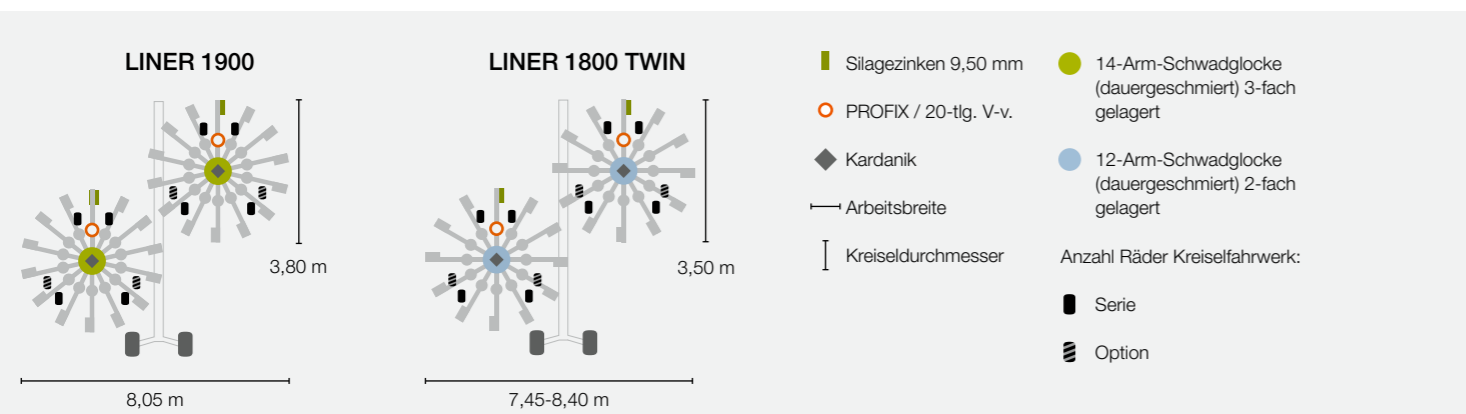 LINER 1900
3,80 m
8,05 m
LINER 1800 TWIN
3,50 m
7,45-8,40 m
Silagezinken 9,50 mm
PROFIX / 20-tlg. V-v.
Kardanik
Arbeitsbreite
Kreiseldurchmesser
14-Arm-Schwadglocke
(dauergeschmiert) 3-fach
gelagert
12-Arm-Schwadglocke
(dauergeschmiert) 2-fach
gelagert
Anzahl Räder Kreiselfahrwerk:
Serie
Option